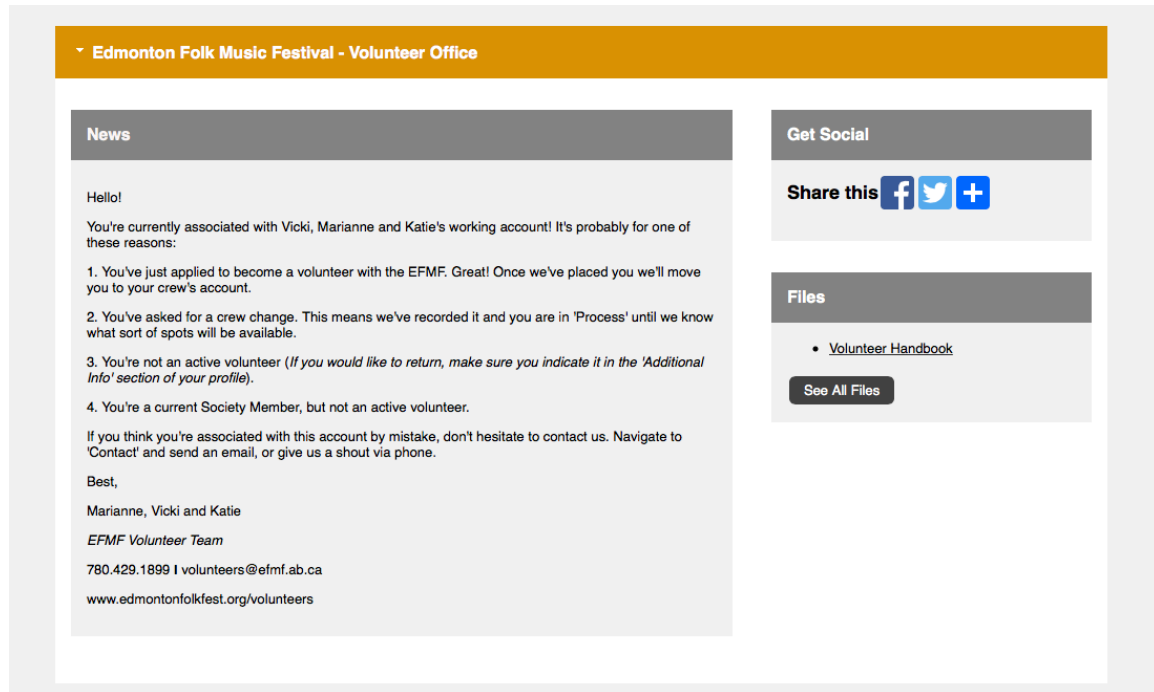 Edmonton Folk Music Festival - Volunteer Office
News
Hello!
You're currently associated with Vicki, Marianne and Katie's working account! It's probably for one of
these reasons:
1. You've just applied to become a volunteer with the EFMF. Great! Once we've placed you we'll move
you to your crew's account.
2. You've asked for a crew change. This means we've recorded it and you are in 'Process' until we know
what sort of spots will be available.
3. You're not an active volunteer (If you would like to return, make sure you indicate it in the 'Additional
Info' section of your profile).
4. You're a current Society Member, but not an active volunteer.
If you think you're associated with this account by mistake, don't hesitate to contact us. Navigate to
'Contact' and send an email, or give us a shout via phone.
Best,
Marianne, Vicki and Katie
EFMF Volunteer Team
780.429.1899 I volunteers@efmf.ab.ca
www.edmontonfolkfest.org/volunteers
Get Social
Share this
Files
Volunteer Handbook
See All Files